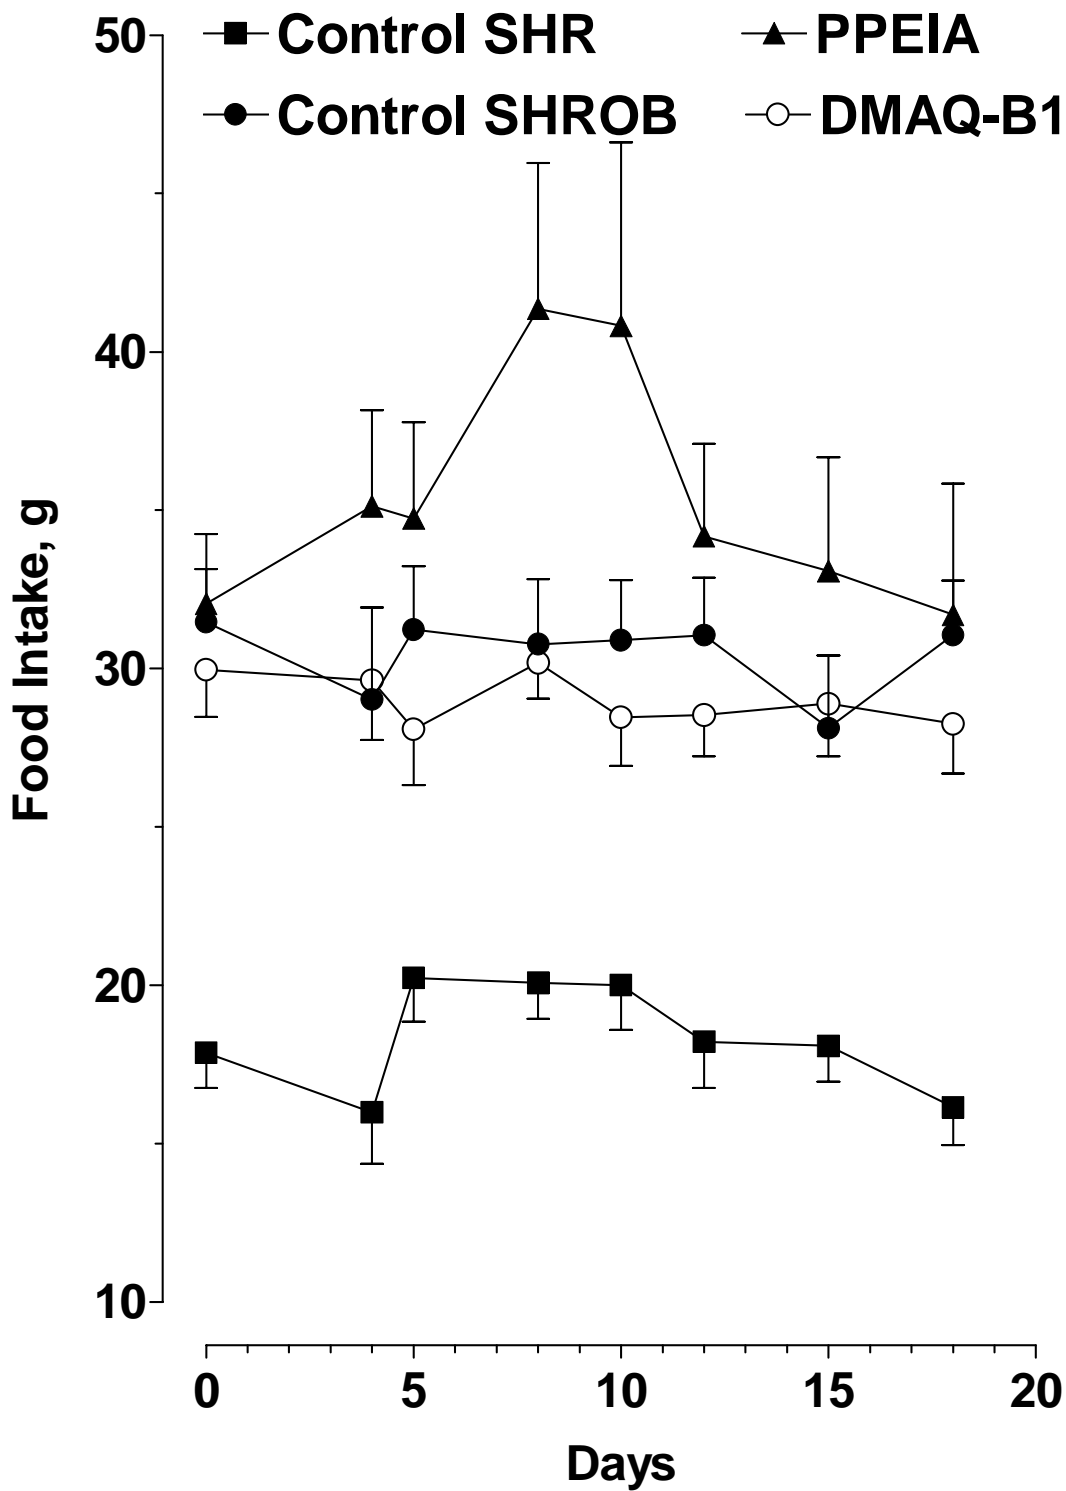 Control SHR
PPEIA
Control SHROB
DMAQ-B1
50
40
30
20
10
Food Intake, g
0 5 10 15 20
Days